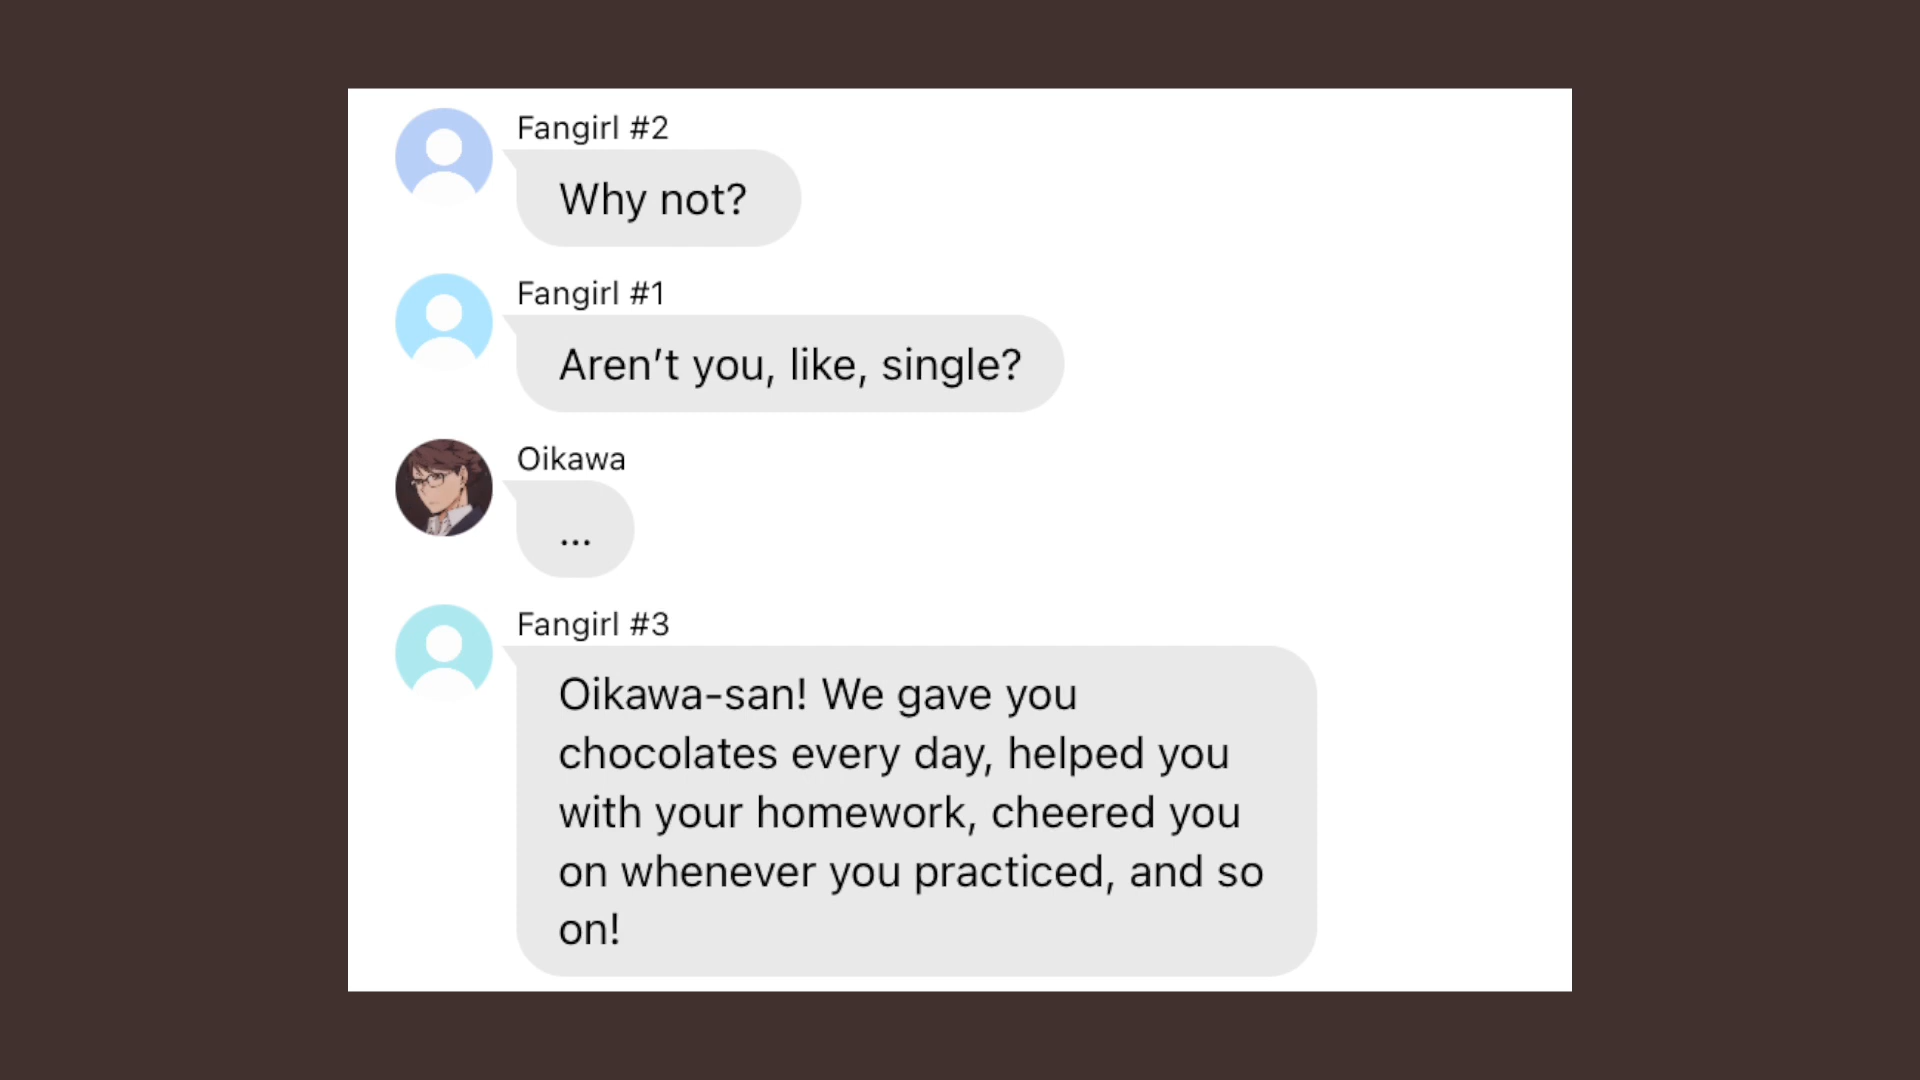 Fangirl #2
Why not?
Fangirl #1
Aren’t you, like, single?
Oikawa
...
Fangirl #3
Oikawa-san! We gave you
chocolates every day, helped you
with your homework, cheered you
on whenever you practiced, and so
on!